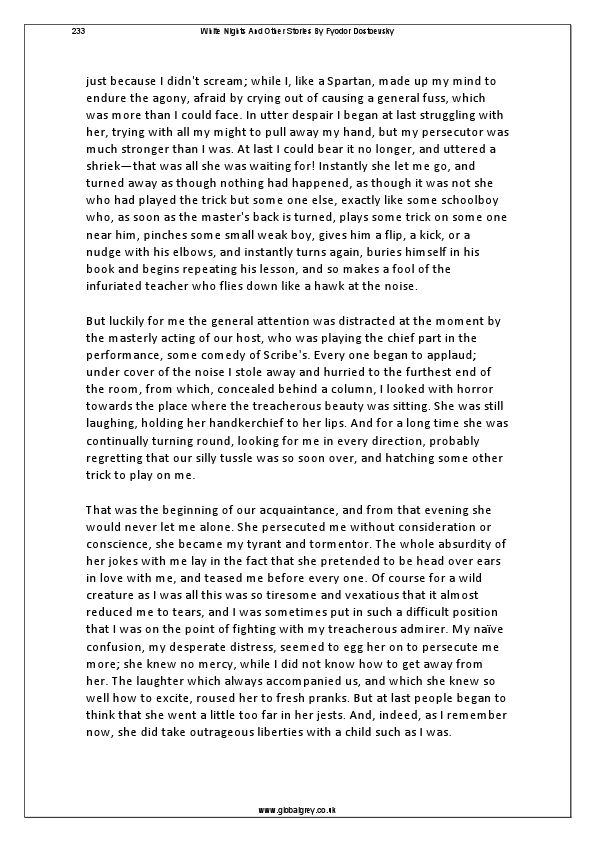 233 White Nights And Other Stories By Fyodor Dostoevsky
just because I didn't scream; while I, like a Spartan, made up my mind to
endure the agony, afraid by crying out of causing a general fuss, which
was more than I could face. In utter despair I began at last struggling with
her, trying with all my might to pull away my hand, but my persecutor was
much stronger than I was. At last I could bear it no longer, and uttered a
shriek—that was all she was waiting for! Instantly she let me go, and
turned away as though nothing had happened, as though it was not she
who had played the trick but some one else, exactly like some schoolboy
who, as soon as the master's back is turned, plays some trick on some one
near him, pinches some small weak boy, gives him a flip, a kick, or a
nudge with his elbows, and instantly turns again, buries himself in his
book and begins repeating his lesson, and so makes a fool of the
infuriated teacher who flies down like a hawk at the noise.
But luckily for me the general attention was distracted at the moment by
the masterly acting of our host, who was playing the chief part in the
performance, some comedy of Scribe's. Every one began to applaud;
under cover of the noise I stole away and hurried to the furthest end of
the room, from which, concealed behind a column, I looked with horror
towards the place where the treacherous beauty was sitting. She was still
laughing, holding her handkerchief to her lips. And for a long time she was
continually turning round, looking for me in every direction, probably
regretting that our silly tussle was so soon over, and hatching some other
trick to play on me.
That was the beginning of our acquaintance, and from that evening she
would never let me alone. She persecuted me without consideration or
conscience, she became my tyrant and tormentor. The whole absurdity of
her jokes with me lay in the fact that she pretended to be head over ears
in love with me, and teased me before every one. Of course for a wild
creature as I was all this was so tiresome and vexatious that it almost
reduced me to tears, and I was sometimes put in such a difficult position
that I was on the point of fighting with my treacherous admirer. My naïve
confusion, my desperate distress, seemed to egg her on to persecute me
more; she knew no mercy, while I did not know how to get away from
her. The laughter which always accompanied us, and which she knew so
well how to excite, roused her to fresh pranks. But at last people began to
think that she went a little too far in her jests. And, indeed, as I remember
now, she did take outrageous liberties with a child such as I was.
www.globalgrey.co.uk